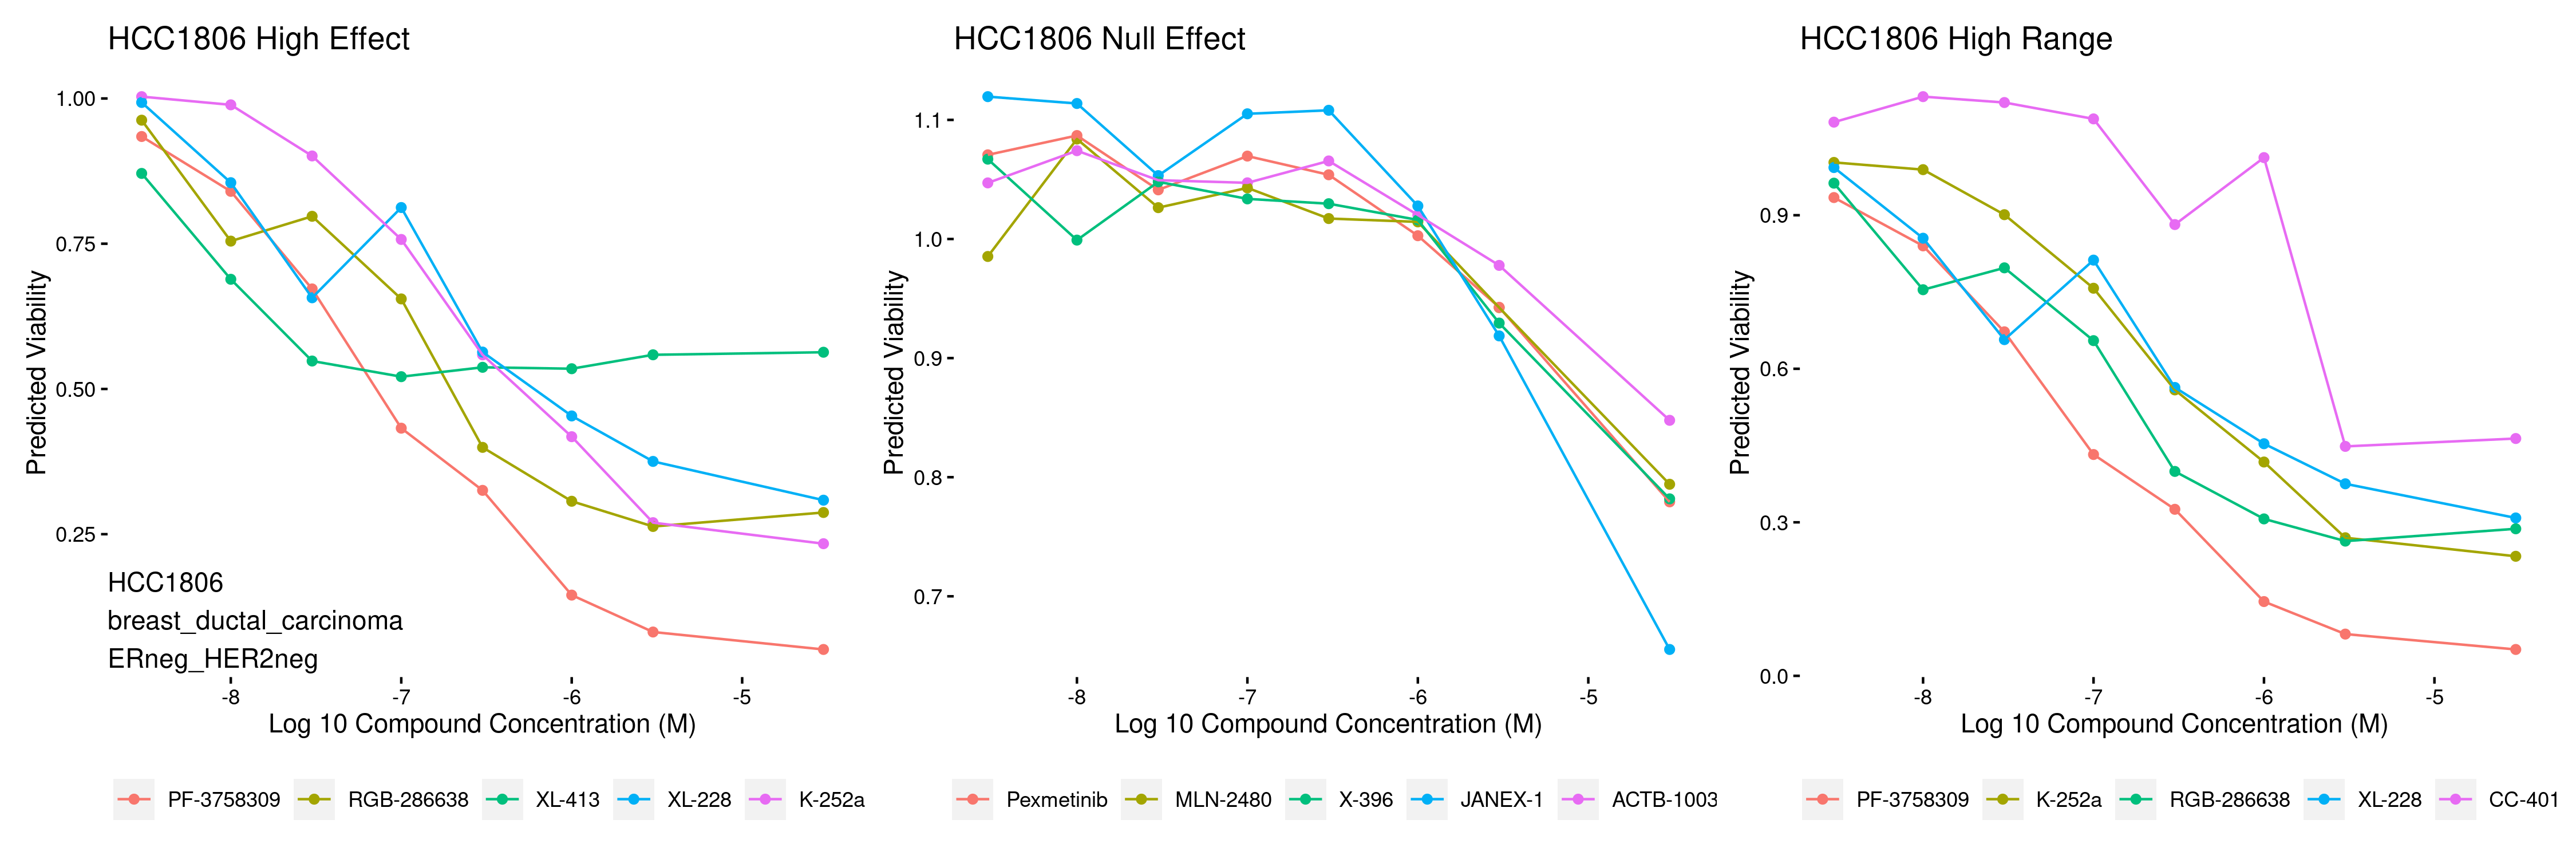 HCC1806 High Effect
1.00
0.75
0.50
0.25
Predicted Viability
HCC1806
breast_ductal_carcinoma
ERneg_HER2neg
-8 -7 -6 -5
Log 10 Compound Concentration (M)
PF-3758309 RGB-286638 XL-413 XL-228 K-252a
HCC1806 Null Effect
1.1
1.0
0.9
0.8
0.7
Predicted Viability
-8 -7 -6 -5
Log 10 Compound Concentration (M)
Pexmetinib MLN-2480 X-396 JANEX-1 ACTB-1003
HCC1806 High Range
0.9
0.6
0.3
0.0
Predicted Viability
-8 -7 -6 -5
Log 10 Compound Concentration (M)
PF-3758309 K-252a RGB-286638 XL-228 CC-401